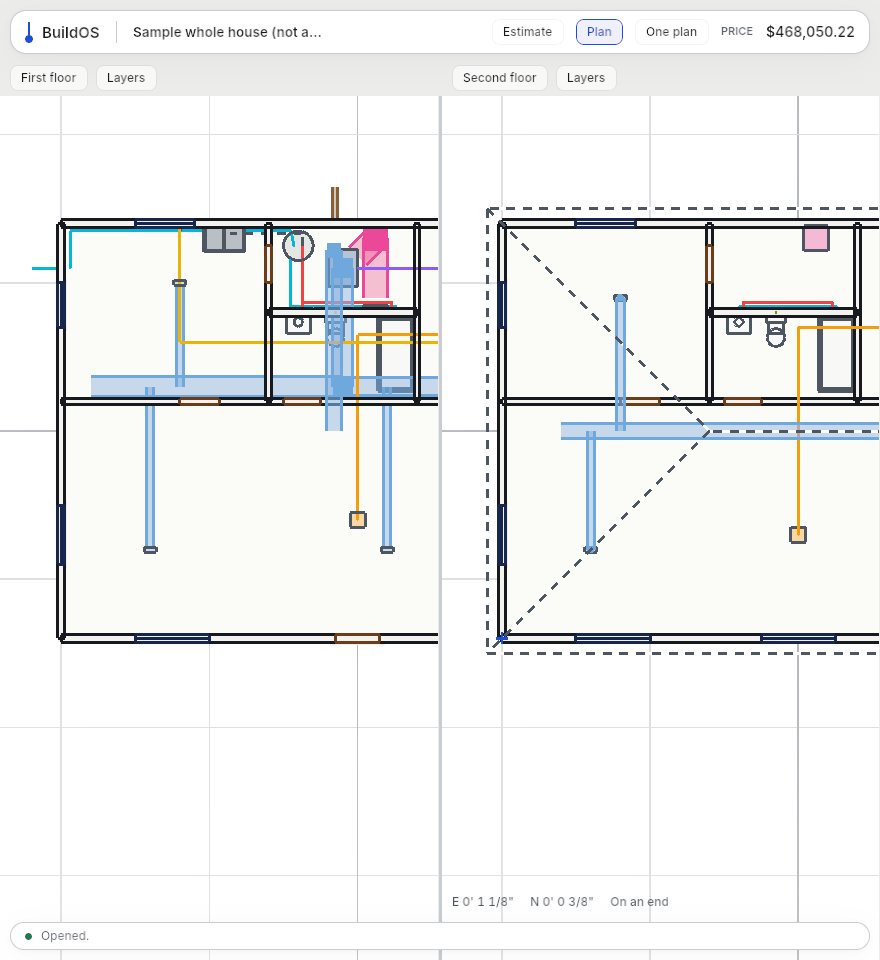 BuildOS Sample whole house (not a... Estimate Plan One plan PRICE $468,050.22
First floor Layers Second floor Layers
E 0' 1 1/8" N 0' 0 3/8" On an end
Opened.